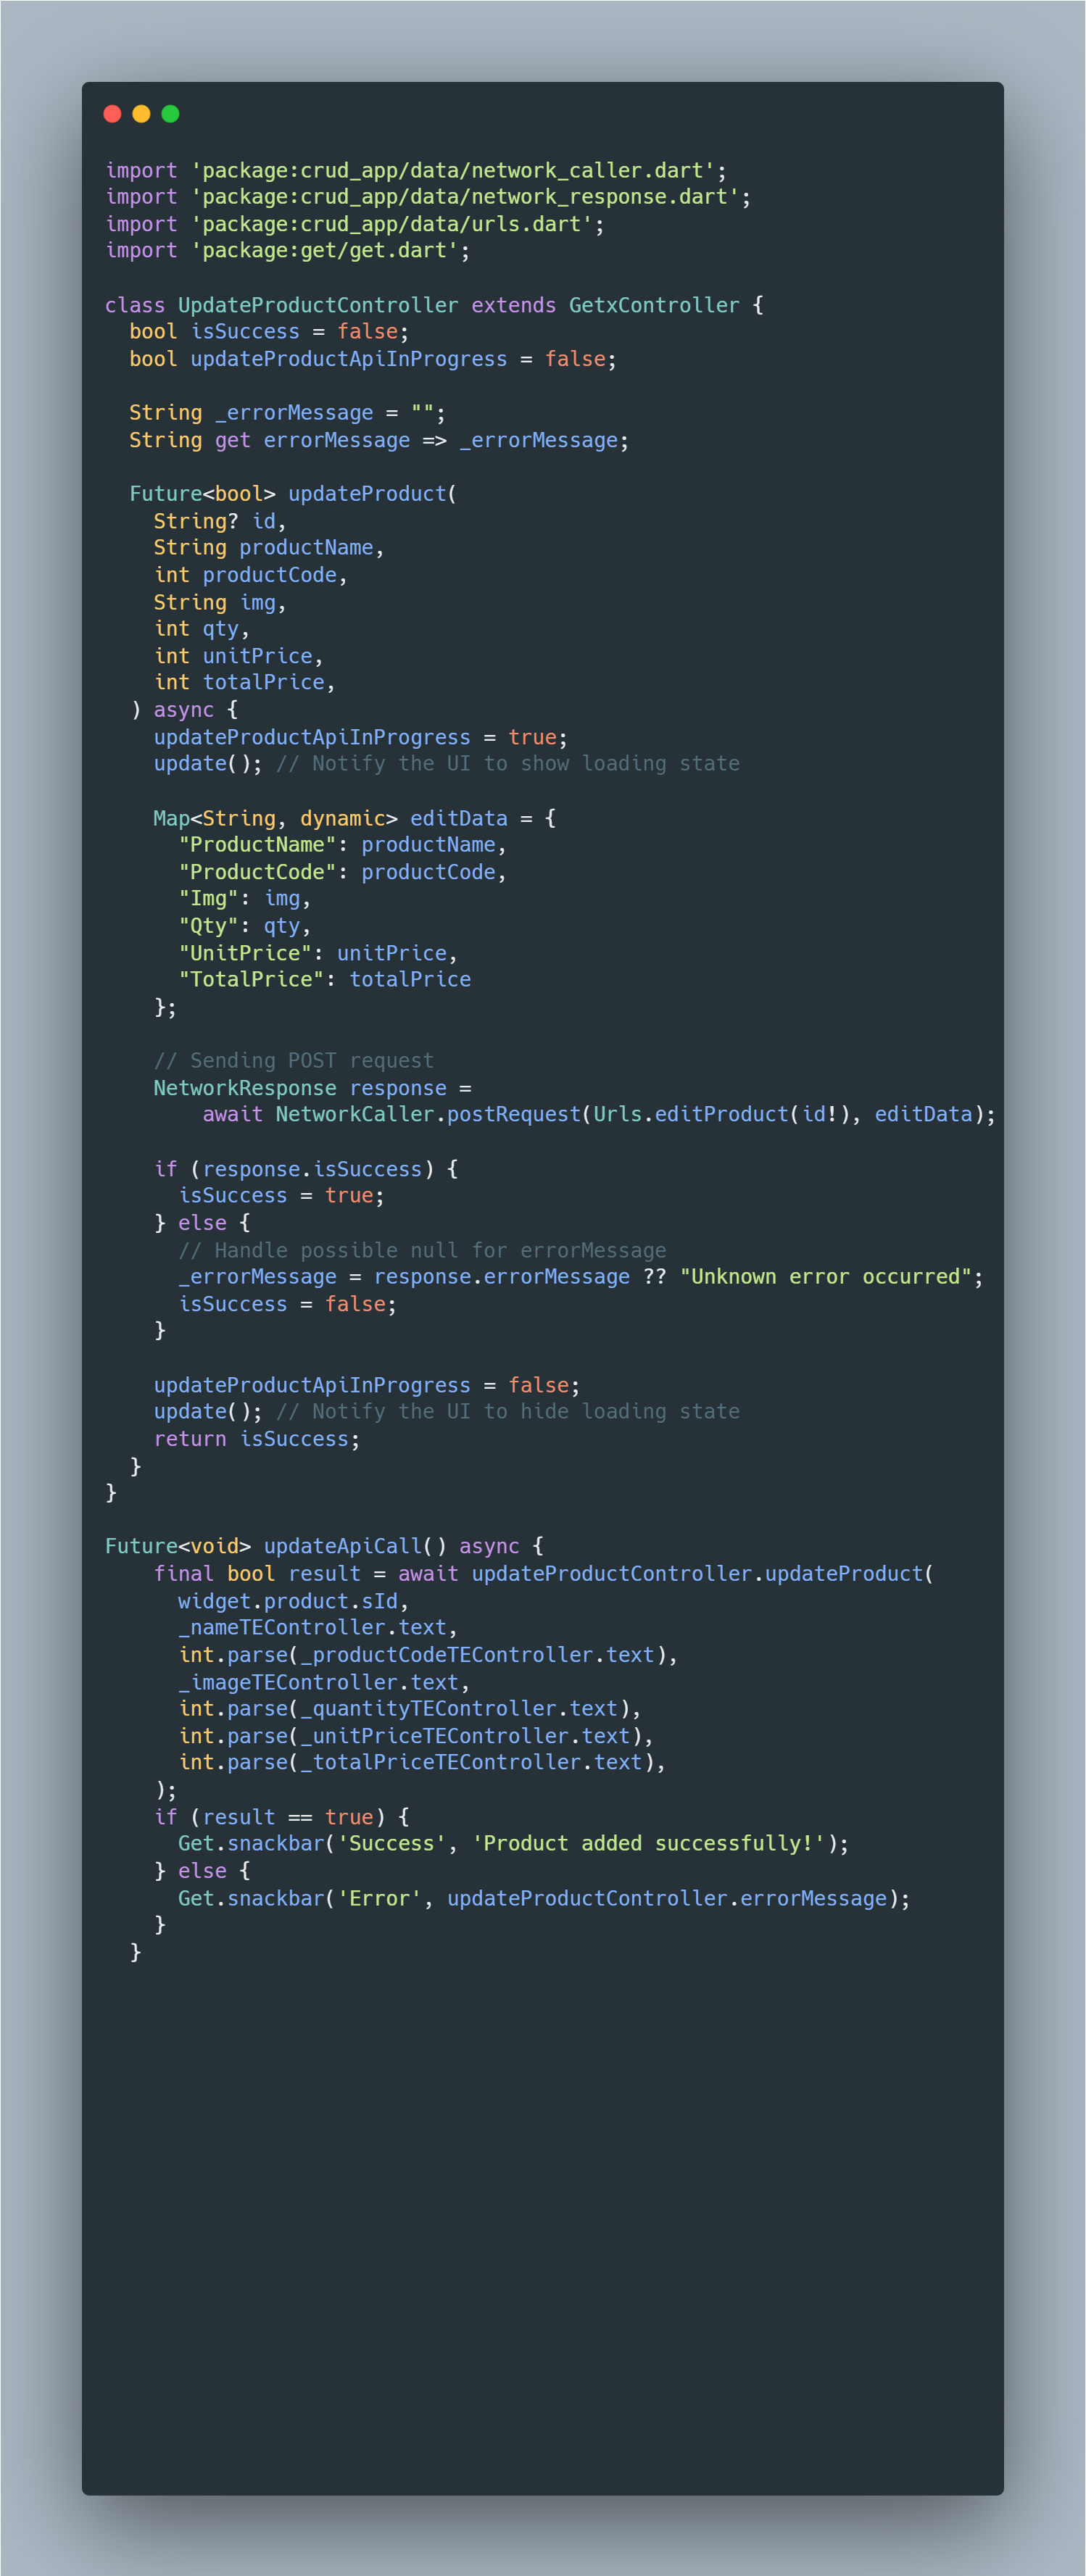 import 'package:crud_app/data/network_caller.dart';
import 'package:crud_app/data/network_response.dart';
import 'package:crud_app/data/urls.dart';
import 'package:get/get.dart';

class UpdateProductController extends GetxController {
  bool isSuccess = false;
  bool updateProductApiInProgress = false;

  String _errorMessage = "";
  String get errorMessage => _errorMessage;

  Future<bool> updateProduct(
    String? id,
    String productName,
    int productCode,
    String img,
    int qty,
    int unitPrice,
    int totalPrice,
  ) async {
    updateProductApiInProgress = true;
    update(); // Notify the UI to show loading state

    Map<String, dynamic> editData = {
      "ProductName": productName,
      "ProductCode": productCode,
      "Img": img,
      "Qty": qty,
      "UnitPrice": unitPrice,
      "TotalPrice": totalPrice
    };

    // Sending POST request
    NetworkResponse response =
        await NetworkCaller.postRequest(Urls.editProduct(id!), editData);

    if (response.isSuccess) {
      isSuccess = true;
    } else {
      // Handle possible null for errorMessage
      _errorMessage = response.errorMessage ?? "Unknown error occurred";
      isSuccess = false;
    }

    updateProductApiInProgress = false;
    update(); // Notify the UI to hide loading state
    return isSuccess;
  }
}

Future<void> updateApiCall() async {
    final bool result = await updateProductController.updateProduct(
      widget.product.sId,
      _nameTEController.text,
      int.parse(_productCodeTEController.text),
      _imageTEController.text,
      int.parse(_quantityTEController.text),
      int.parse(_unitPriceTEController.text),
      int.parse(_totalPriceTEController.text),
    );
    if (result == true) {
      Get.snackbar('Success', 'Product added successfully!');
    } else {
      Get.snackbar('Error', updateProductController.errorMessage);
    }
  }